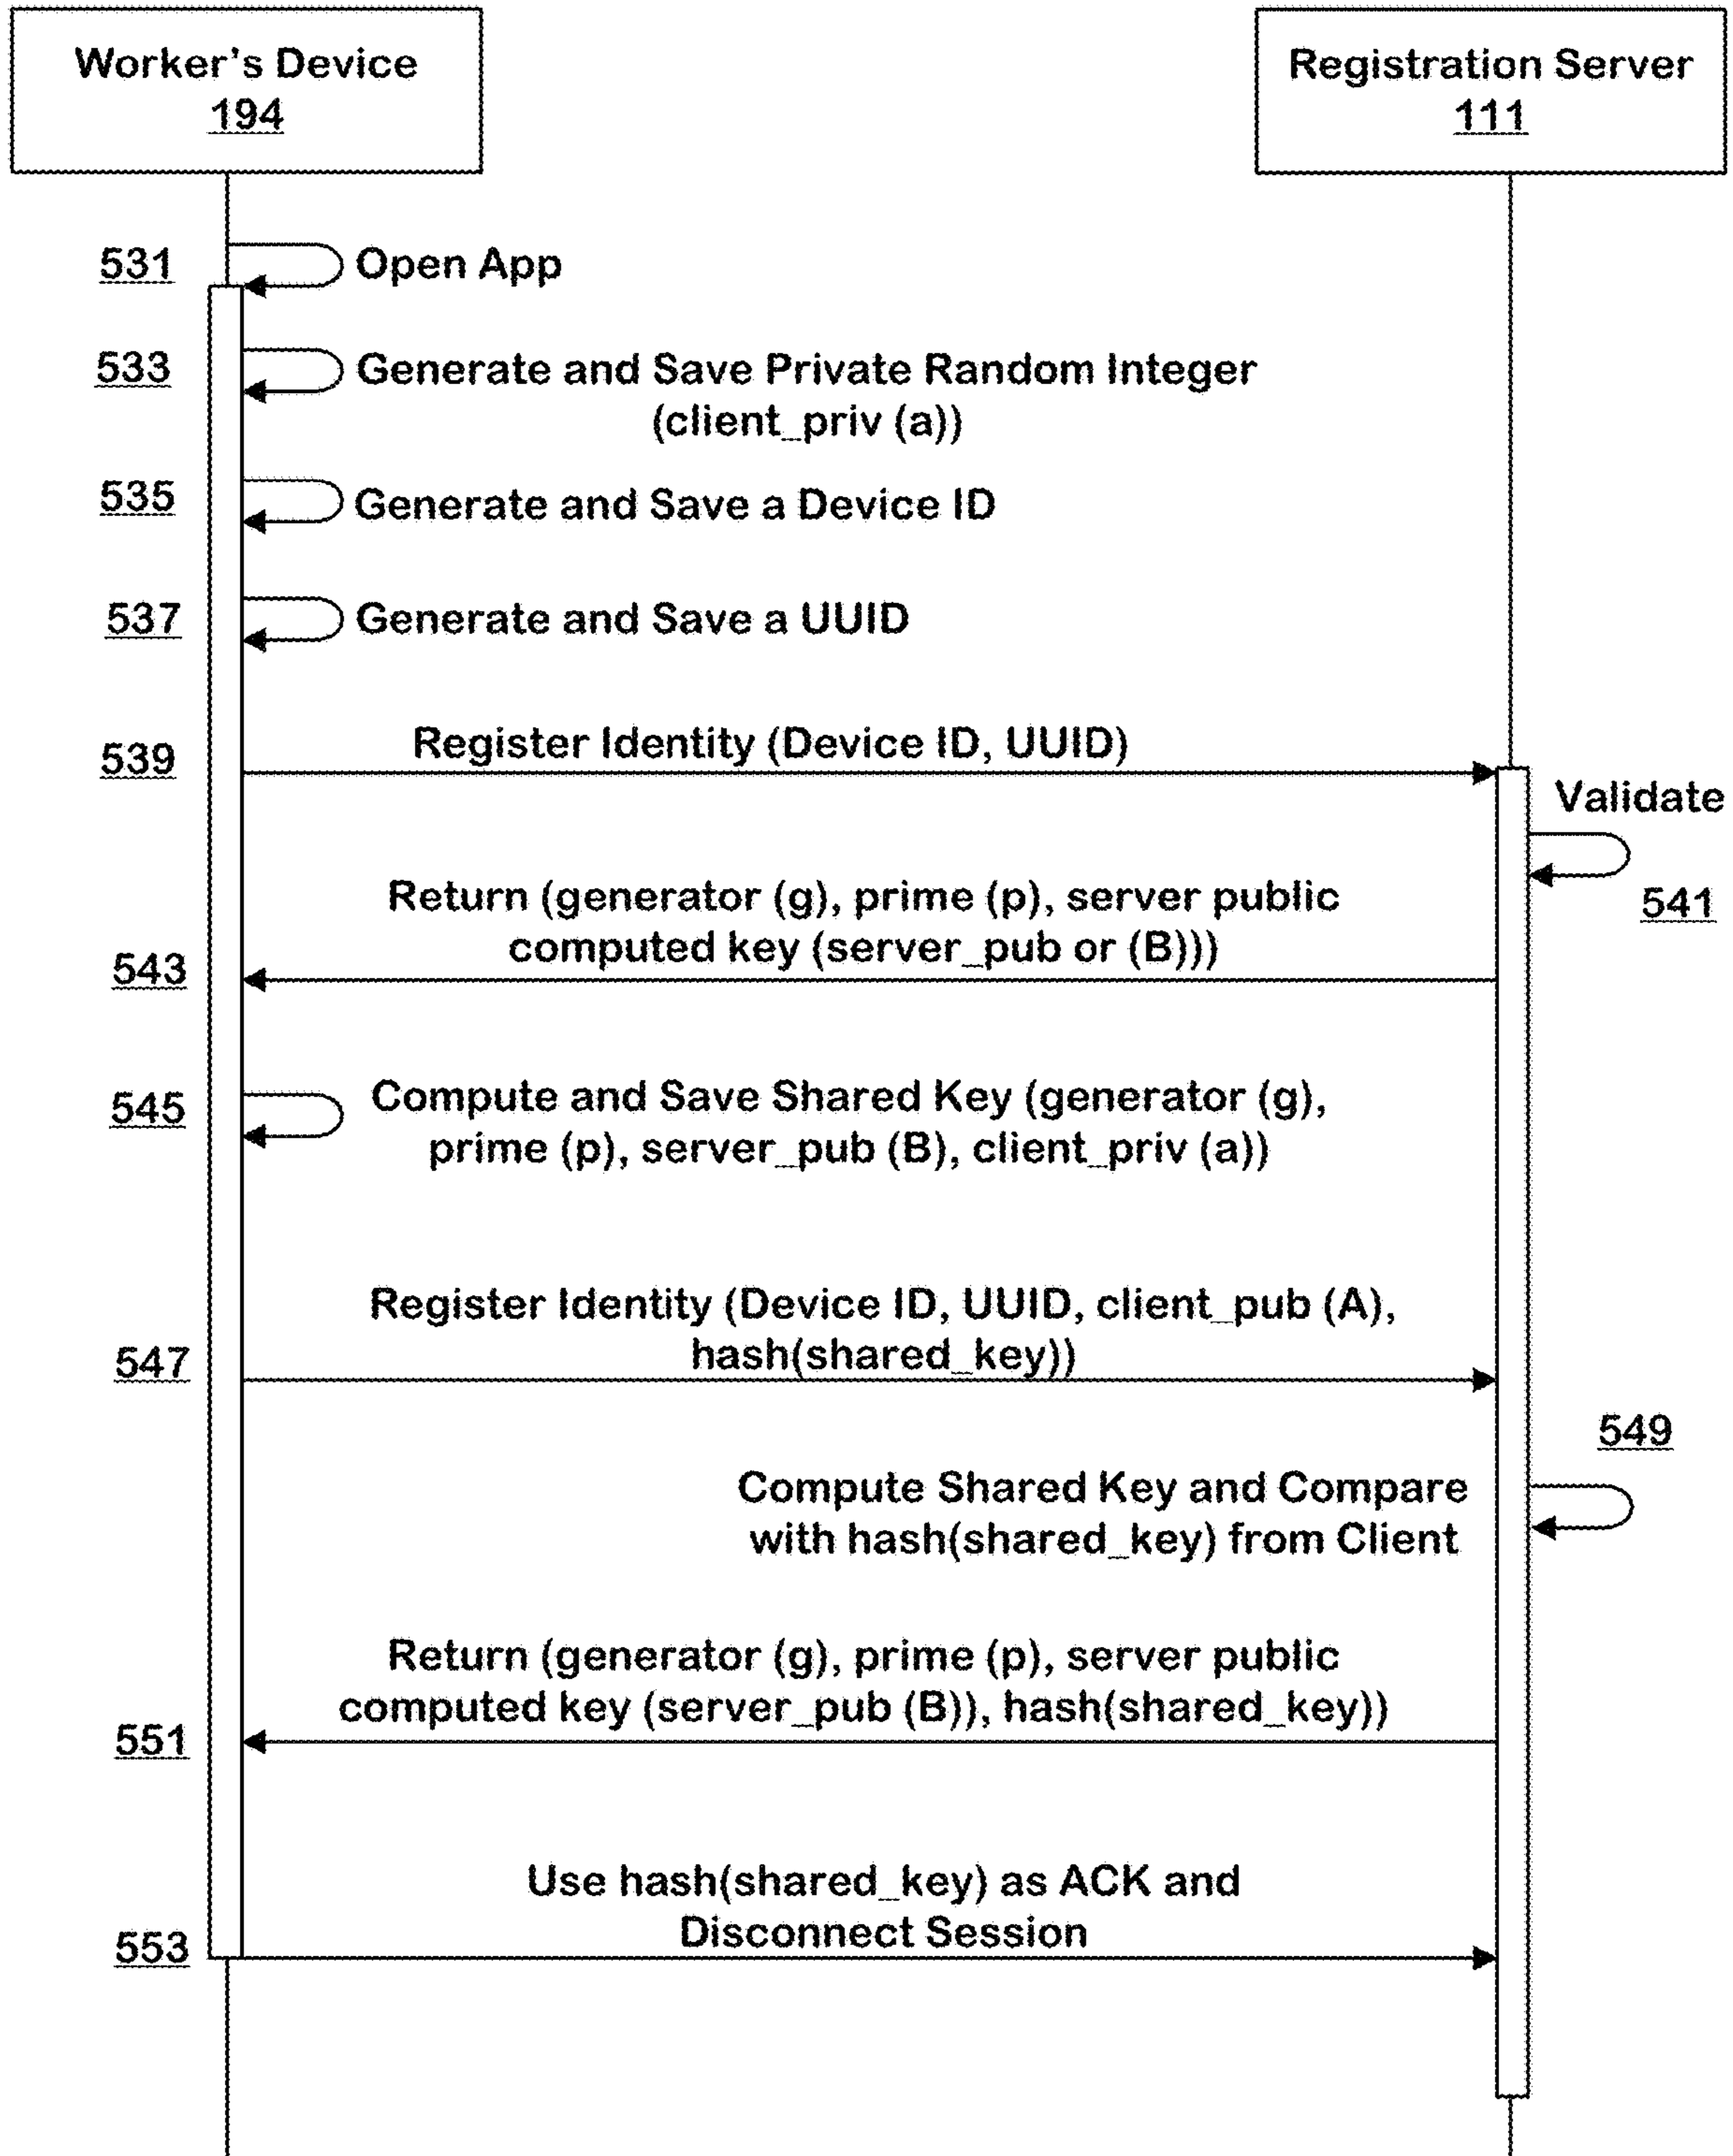 Worker's Device
194
Registration Server
111
531
Open App
533
Generate and Save Private Random Integer
(client_priv (a))
535
Generate and Save a Device ID
537
Generate and Save a UUID
539
Register Identity (Device ID, UUID)
Validate
541
Return (generator (g), prime (p), server public
computed key (server_pub or (B)))
543
545
Compute and Save Shared Key (generator (g),
prime (p), server_pub (B), client_priv (a))
Register Identity (Device ID, UUID, client_pub (A),
hash(shared_key))
547
549
Compute Shared Key and Compare
with hash(shared_key) from Client
Return (generator (g), prime (p), server public
computed key (server_pub (B)), hash(shared_key))
551
Use hash(shared_key) as ACK and
Disconnect Session
553